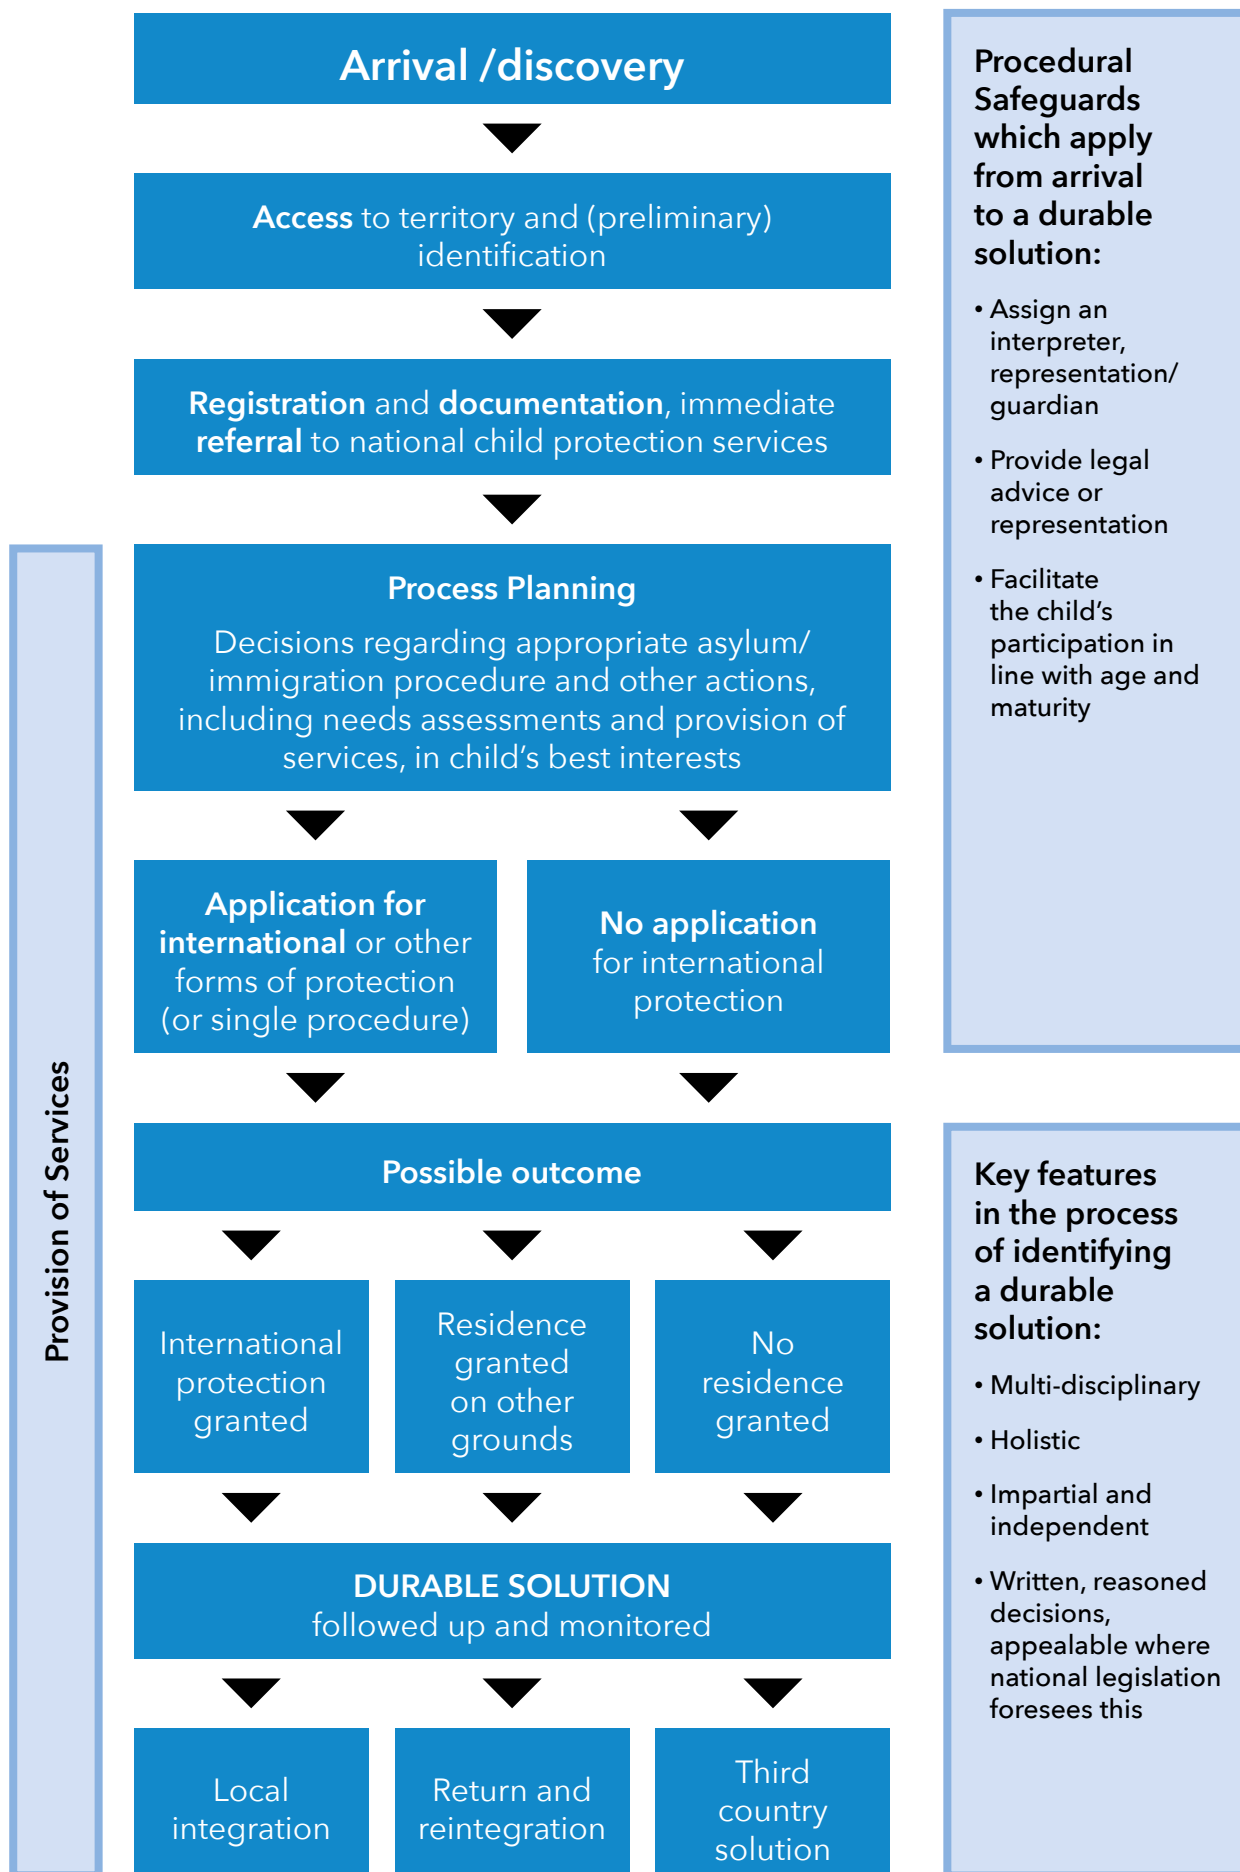 Arrival /discovery
Access to territory and (preliminary)
identification
Registration and documentation, immediate
referral to national child protection services
Process Planning
Decisions regarding appropriate asylum/
immigration procedure and other actions,
including needs assessments and provision of
services, in child’s best interests
Application for
international or other
forms of protection
(or single procedure)
No application
for international
protection
Possible outcome
International
protection
granted
Residence
granted
on other
grounds
No
residence
granted
DURABLE SOLUTION
followed up and monitored
Local
integration
Return and
reintegration
Third
country
solution
Provision of Services
Procedural
Safeguards
which apply
from arrival
to a durable
solution:
• Assign an
interpreter,
representation/
guardian
• Provide legal
advice or
representation
• Facilitate
the child’s
participation in
line with age and
maturity
Key features
in the process
of identifying
a durable
solution:
• Multi-disciplinary
• Holistic
• Impartial and
independent
• Written, reasoned
decisions,
appealable where
national legislation
foresees this